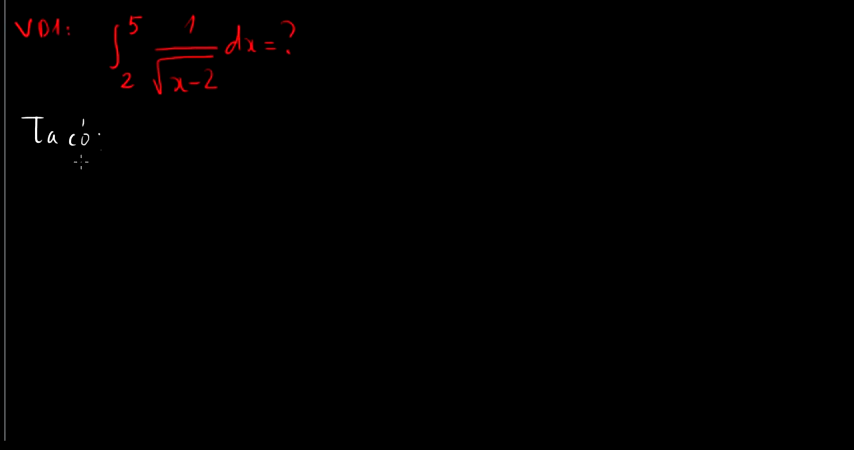 VD1: ∫₂⁵ 1/√(x-2) dx = ?
Ta có: